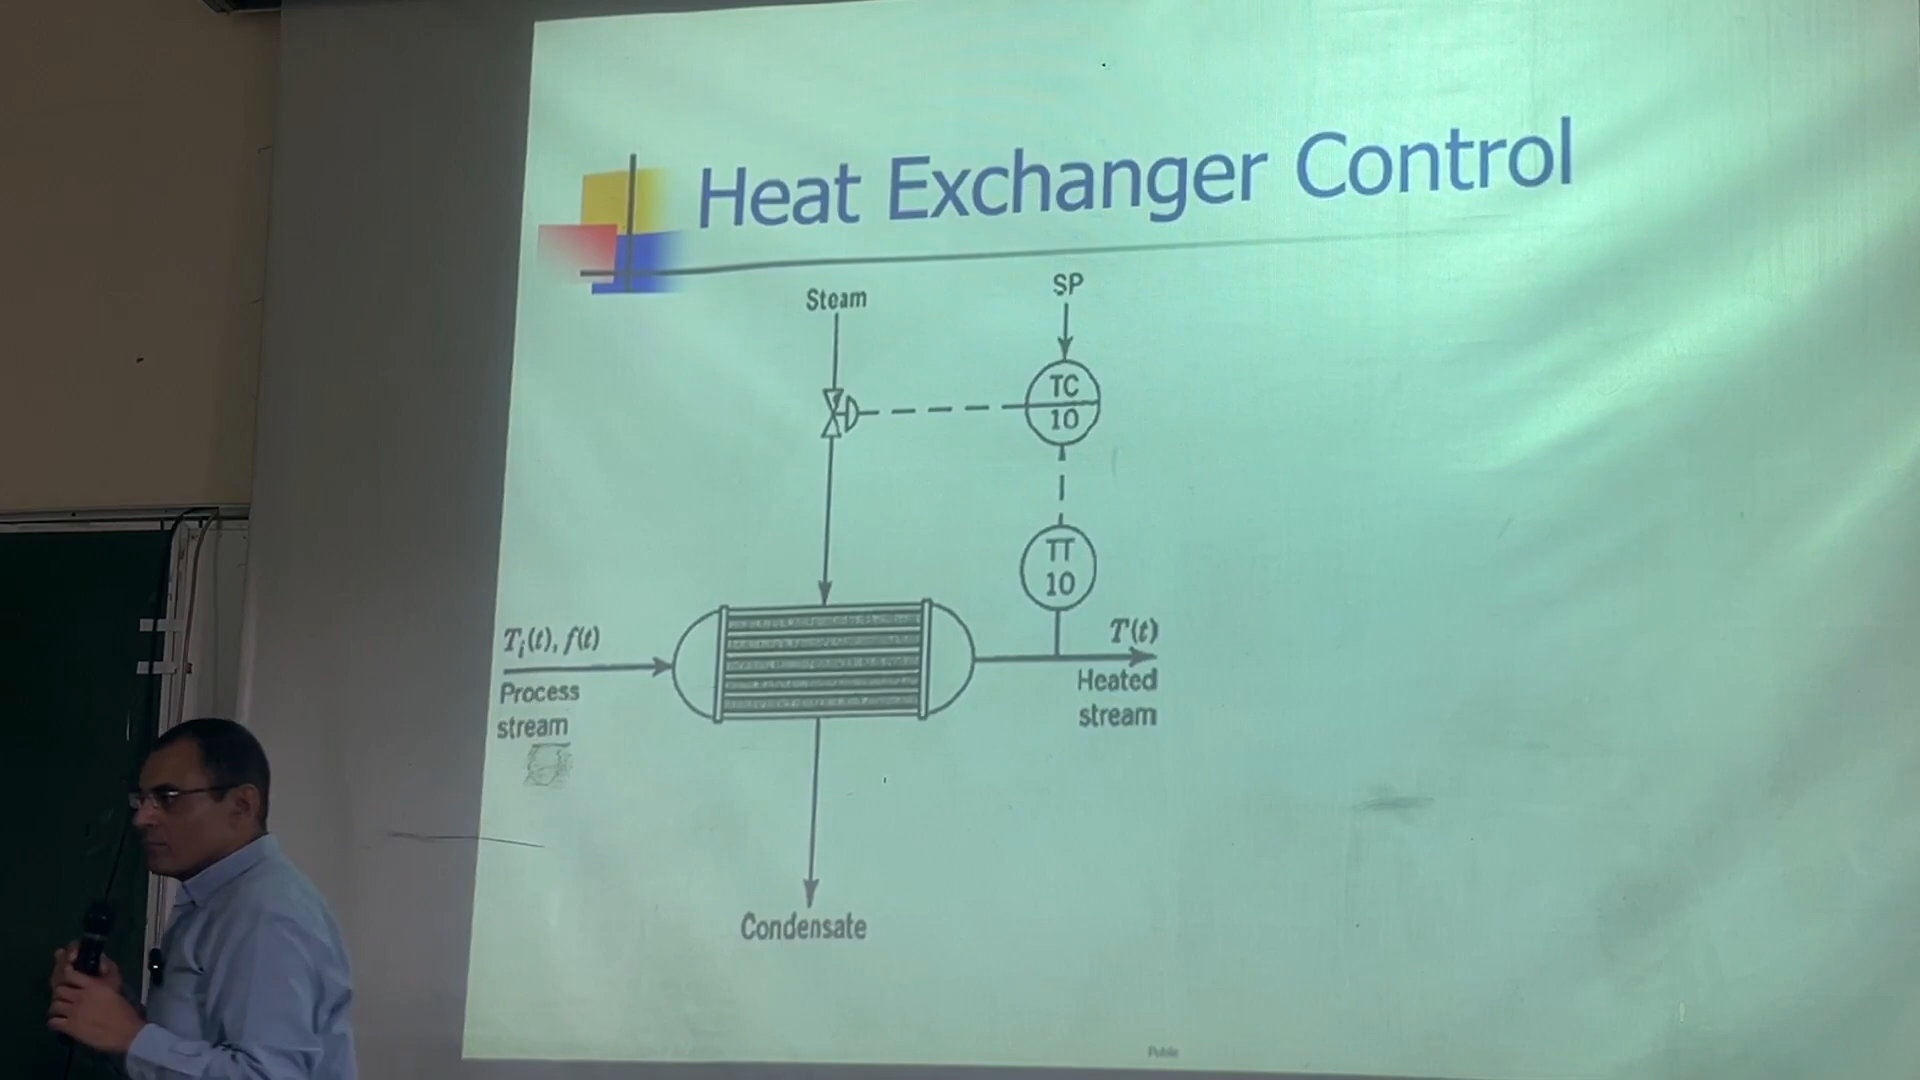 Heat Exchanger Control
Steam
SP
TC
10
TT
10
Ti(t), f(t)
Process
stream
T(t)
Heated
stream
Condensate
Public